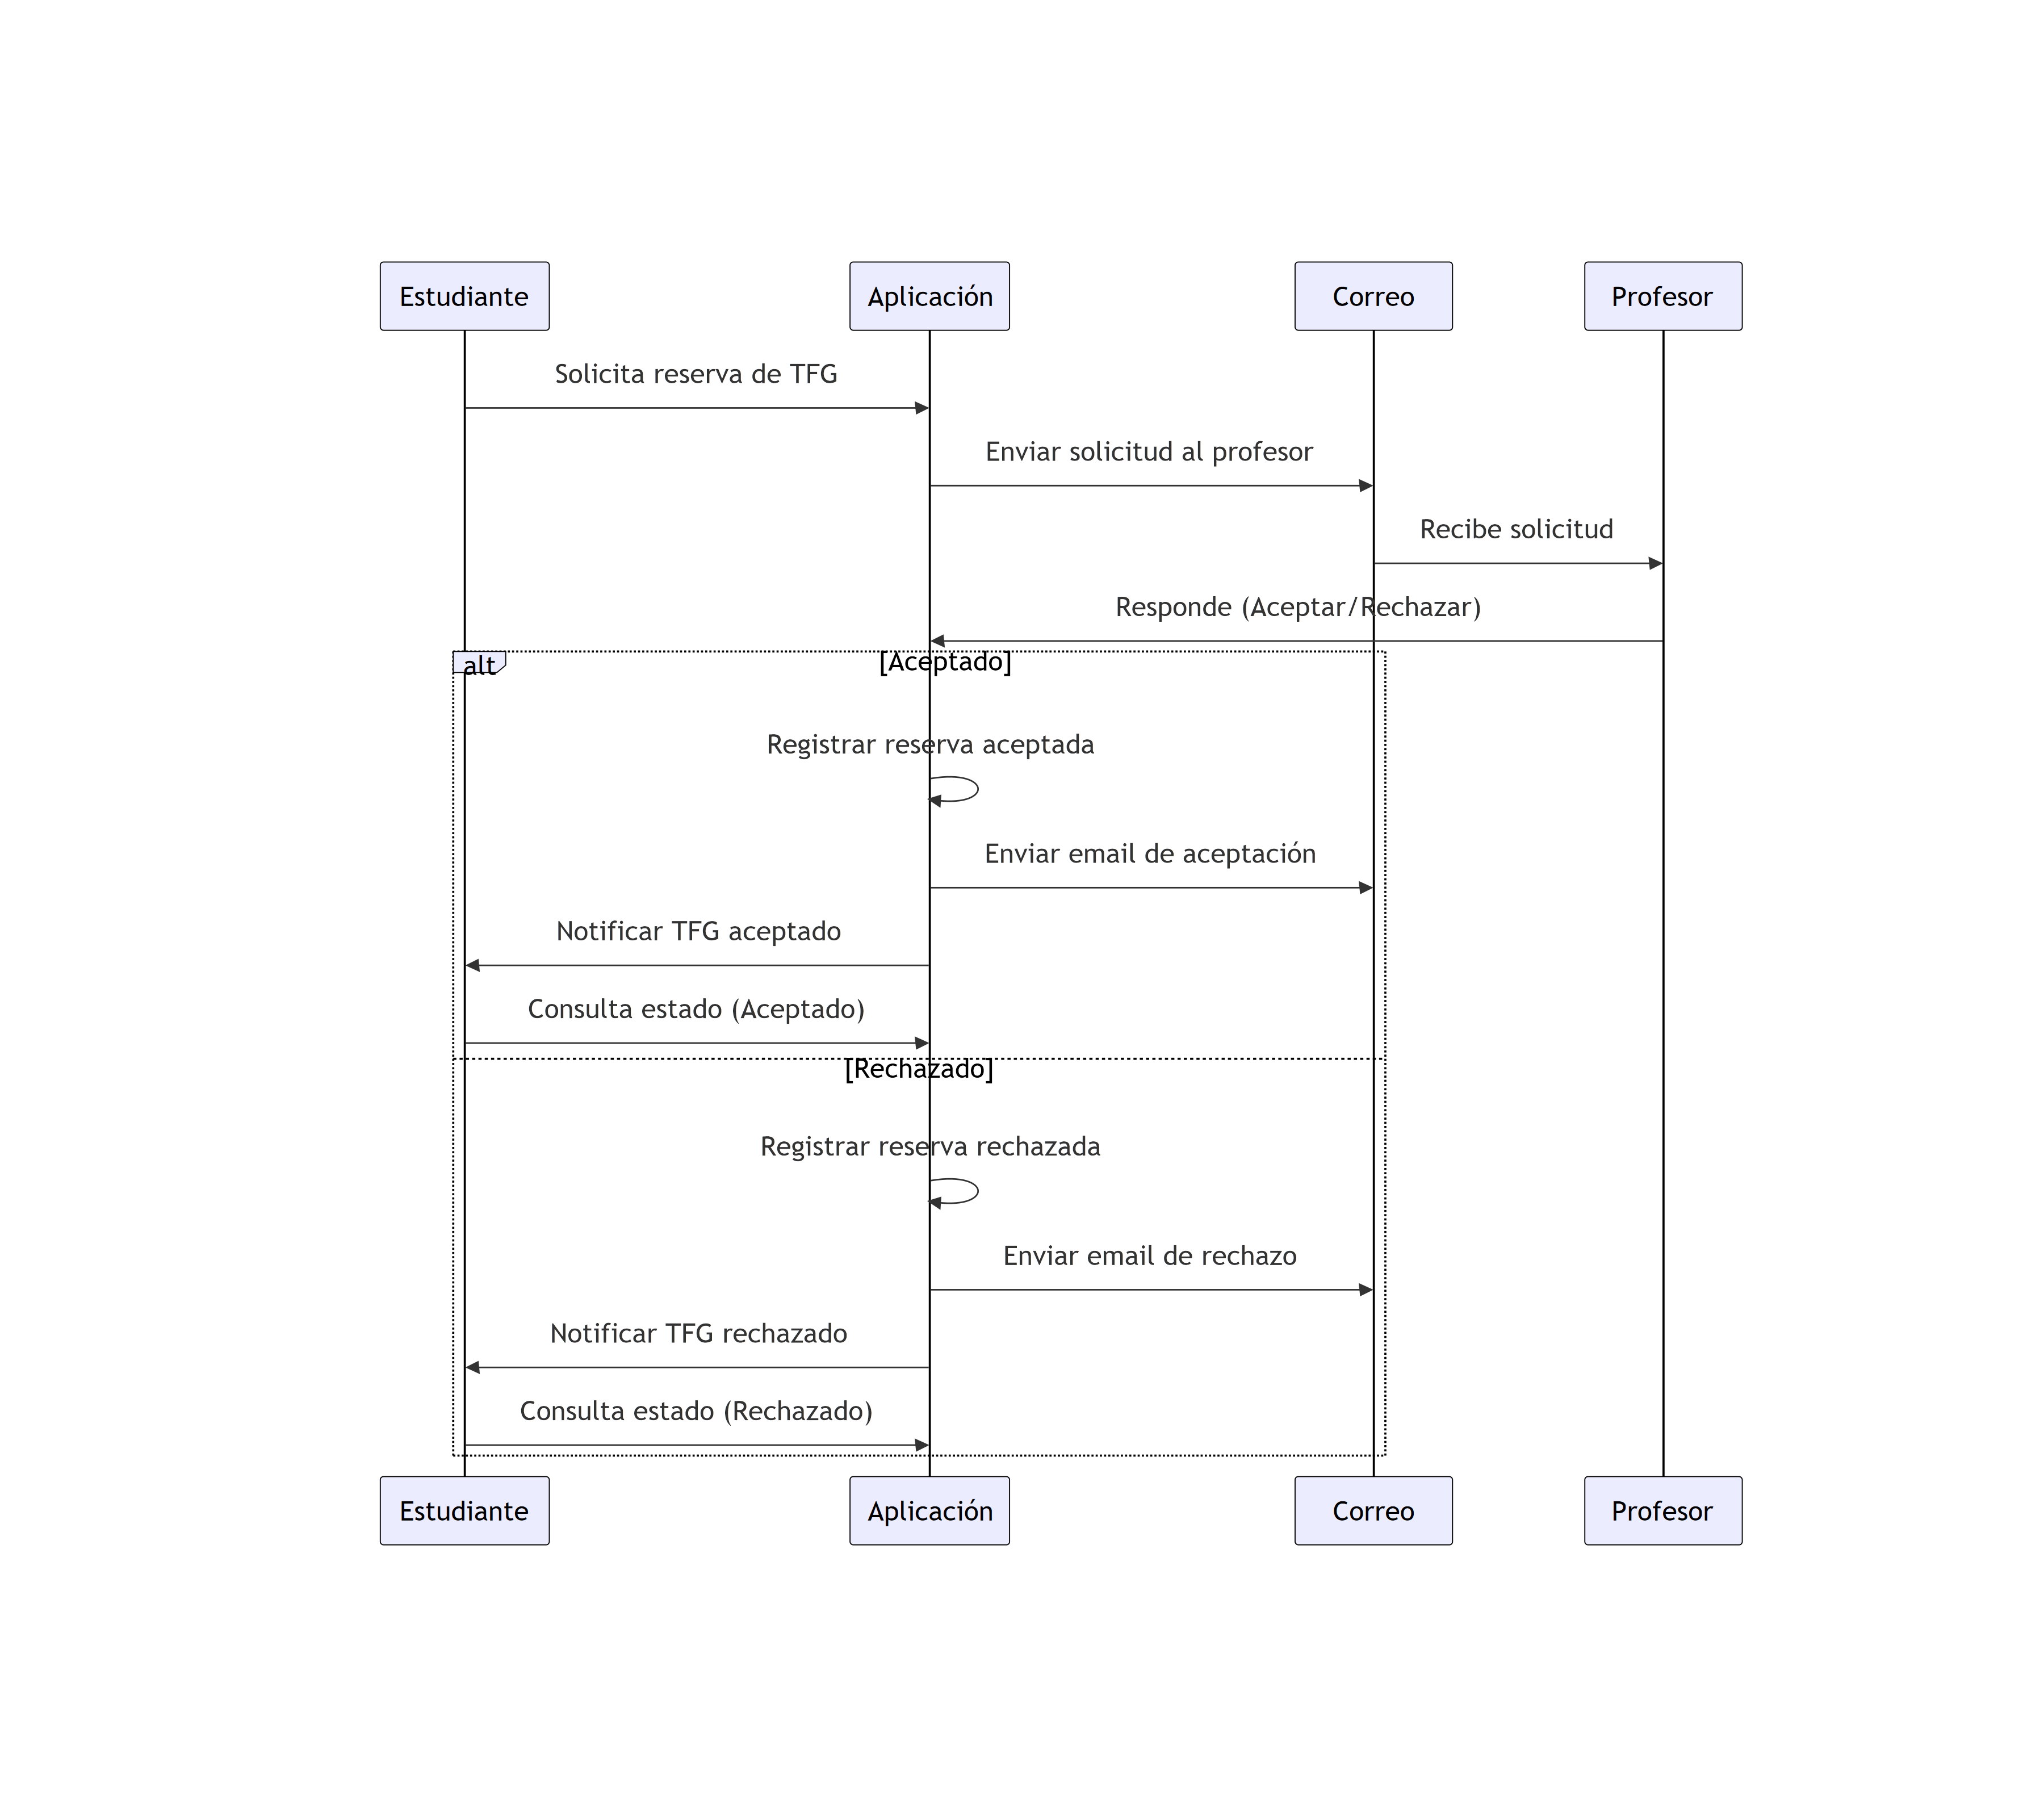 Estudiante
Aplicación
Correo
Profesor
Solicita reserva de TFG
Enviar solicitud al profesor
Recibe solicitud
Responde (Aceptar/Rechazar)
alt
[Aceptado]
Registrar reserva aceptada
Enviar email de aceptación
Notificar TFG aceptado
Consulta estado (Aceptado)
[Rechazado]
Registrar reserva rechazada
Enviar email de rechazo
Notificar TFG rechazado
Consulta estado (Rechazado)
Estudiante
Aplicación
Correo
Profesor